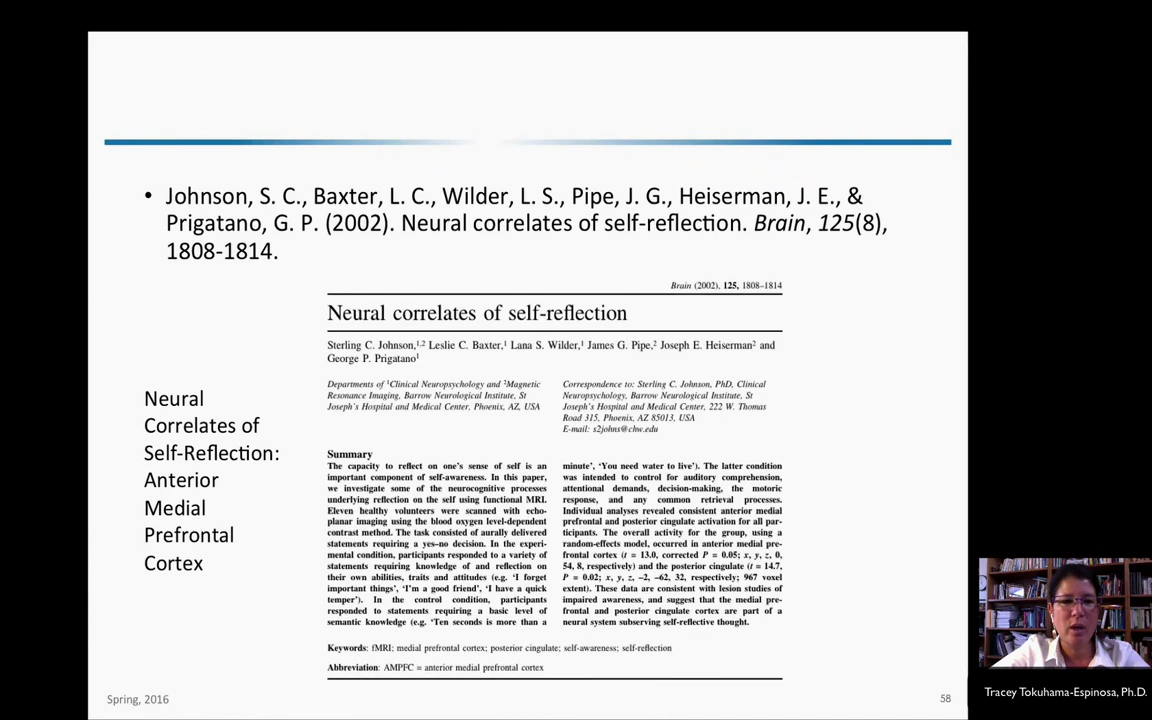 • Johnson, S. C., Baxter, L. C., Wilder, L. S., Pipe, J. G., Heiserman, J. E., &
Prigatano, G. P. (2002). Neural correlates of self-reflection. Brain, 125(8),
1808-1814.
Neural
Correlates of
Self-Reflection:
Anterior
Medial
Prefrontal
Cortex
Brain (2002), 125, 1808–1814
Neural correlates of self-reflection
Sterling C. Johnson,1,2 Leslie C. Baxter,1 Lana S. Wilder,1 James G. Pipe,2 Joseph E. Heiserman2 and
George P. Prigatano1
Departments of 1Clinical Neuropsychology and 2Magnetic
Resonance Imaging, Barrow Neurological Institute, St
Joseph's Hospital and Medical Center, Phoenix, AZ, USA
Correspondence to: Sterling C. Johnson, PhD, Clinical
Neuropsychology, Barrow Neurological Institute, St
Joseph's Hospital and Medical Center, 222 W. Thomas
Road 315, Phoenix, AZ 85013, USA
E-mail: s2johns@chw.edu
Summary
The capacity to reflect on one's sense of self is an
important component of self-awareness. In this paper,
we investigate some of the neurocognitive processes
underlying reflection on the self using functional MRI.
Eleven healthy volunteers were scanned with echo-
planar imaging using the blood oxygen level-dependent
contrast method. The task consisted of aurally delivered
statements requiring a yes–no decision. In the experi-
mental condition, participants responded to a variety of
statements requiring knowledge of and reflection on
their own abilities, traits and attitudes (e.g. 'I forget
important things', 'I'm a good friend', 'I have a quick
temper'). In the control condition, participants
responded to statements requiring a basic level of
semantic knowledge (e.g. 'Ten seconds is more than a
minute', 'You need water to live'). The latter condition
was intended to control for auditory comprehension,
attentional demands, decision-making, the motoric
response, and any common retrieval processes.
Individual analyses revealed consistent anterior medial
prefrontal and posterior cingulate activation for all par-
ticipants. The overall activity for the group, using a
random-effects model, occurred in anterior medial pre-
frontal cortex (t = 13.0, corrected P = 0.05; x, y, z, 0,
54, 8, respectively) and the posterior cingulate (t = 14.7,
P = 0.02; x, y, z, –2, –62, 32, respectively; 967 voxel
extent). These data are consistent with lesion studies of
impaired awareness, and suggest that the medial pre-
frontal and posterior cingulate cortex are part of a
neural system subserving self-reflective thought.
Keywords: fMRI; medial prefrontal cortex; posterior cingulate; self-awareness; self-reflection
Abbreviation: AMPFC = anterior medial prefrontal cortex
Spring, 2016
58
Tracey Tokuhama-Espinosa, Ph.D.